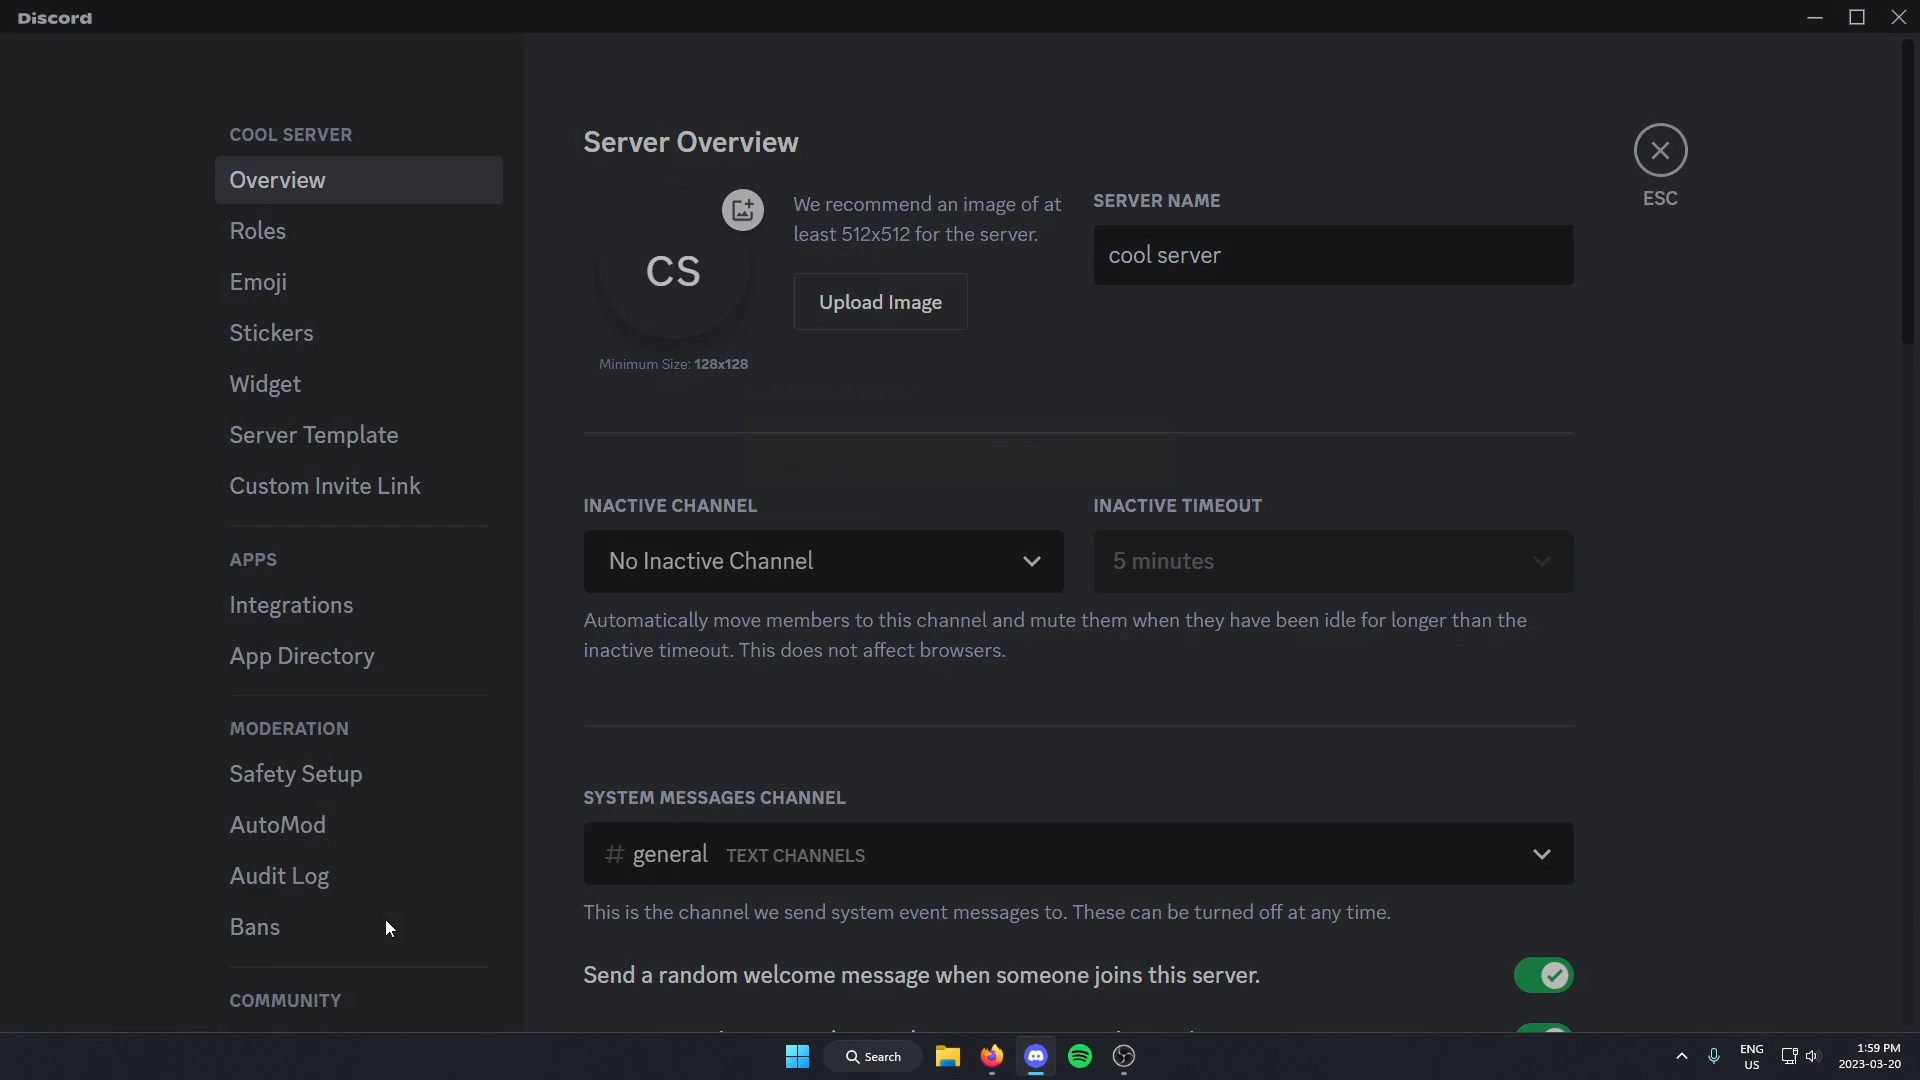 Discord
COOL SERVER
Overview
Roles
Emoji
Stickers
Widget
Server Template
Custom Invite Link
APPS
Integrations
App Directory
MODERATION
Safety Setup
AutoMod
Audit Log
Bans
COMMUNITY
Server Overview
CS
Minimum Size: 128x128
We recommend an image of at
least 512x512 for the server.
Upload Image
SERVER NAME
cool server
ESC
INACTIVE CHANNEL
No Inactive Channel
INACTIVE TIMEOUT
5 minutes
Automatically move members to this channel and mute them when they have been idle for longer than the
inactive timeout. This does not affect browsers.
SYSTEM MESSAGES CHANNEL
# general TEXT CHANNELS
This is the channel we send system event messages to. These can be turned off at any time.
Send a random welcome message when someone joins this server.
Search
ENG
US
1:59 PM
2023-03-20